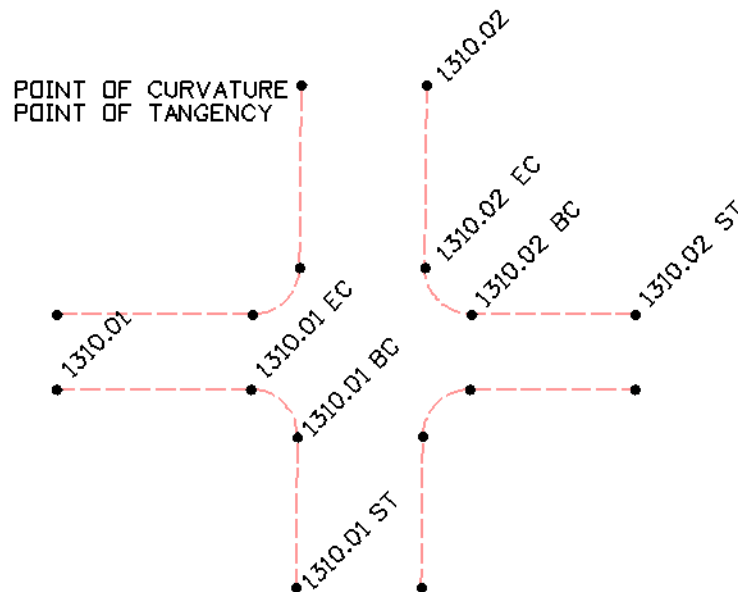 1310.02
POINT OF CURVATURE
POINT OF TANGENCY
1310.02 EC
1310.02 BC
1310.02 ST
1310.01
1310.01 EC
1310.01 BC
1310.01 ST